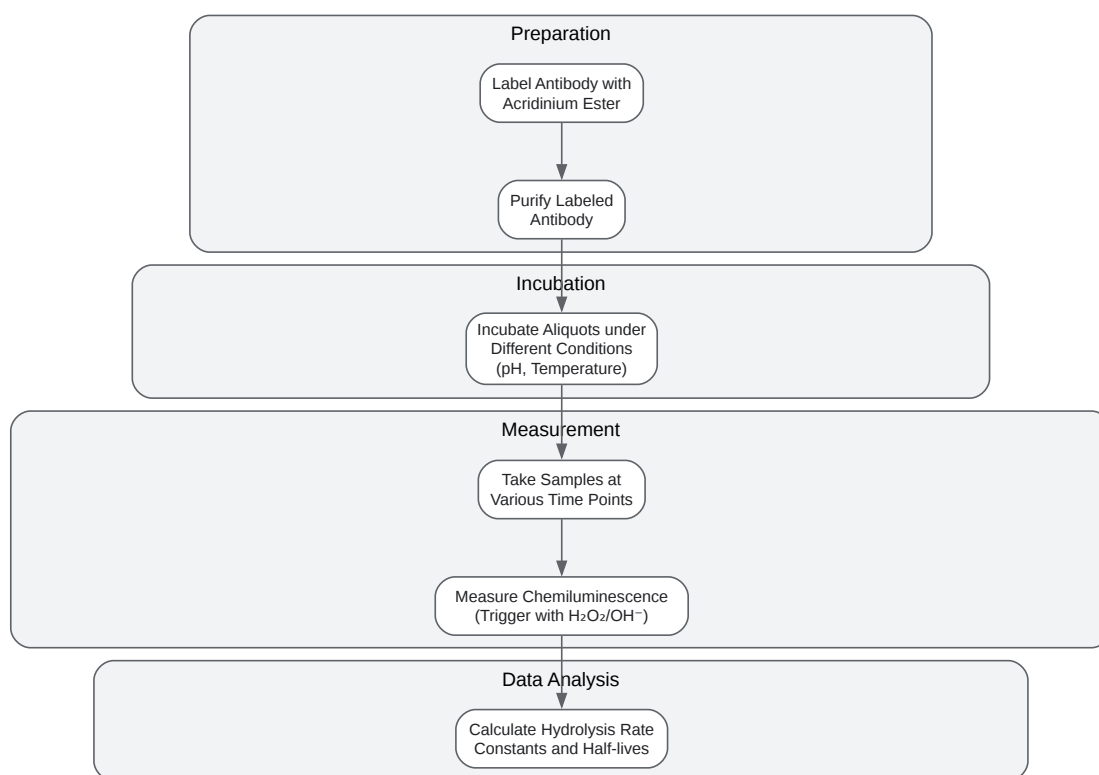 Preparation
Label Antibody with
Acridinium Ester
Purify Labeled
Antibody
Incubation
Incubate Aliquots under
Different Conditions
(pH, Temperature)
Measurement
Take Samples at
Various Time Points
Measure Chemiluminescence
(Trigger with H₂O₂/OH⁻)
Data Analysis
Calculate Hydrolysis Rate
Constants and Half-lives